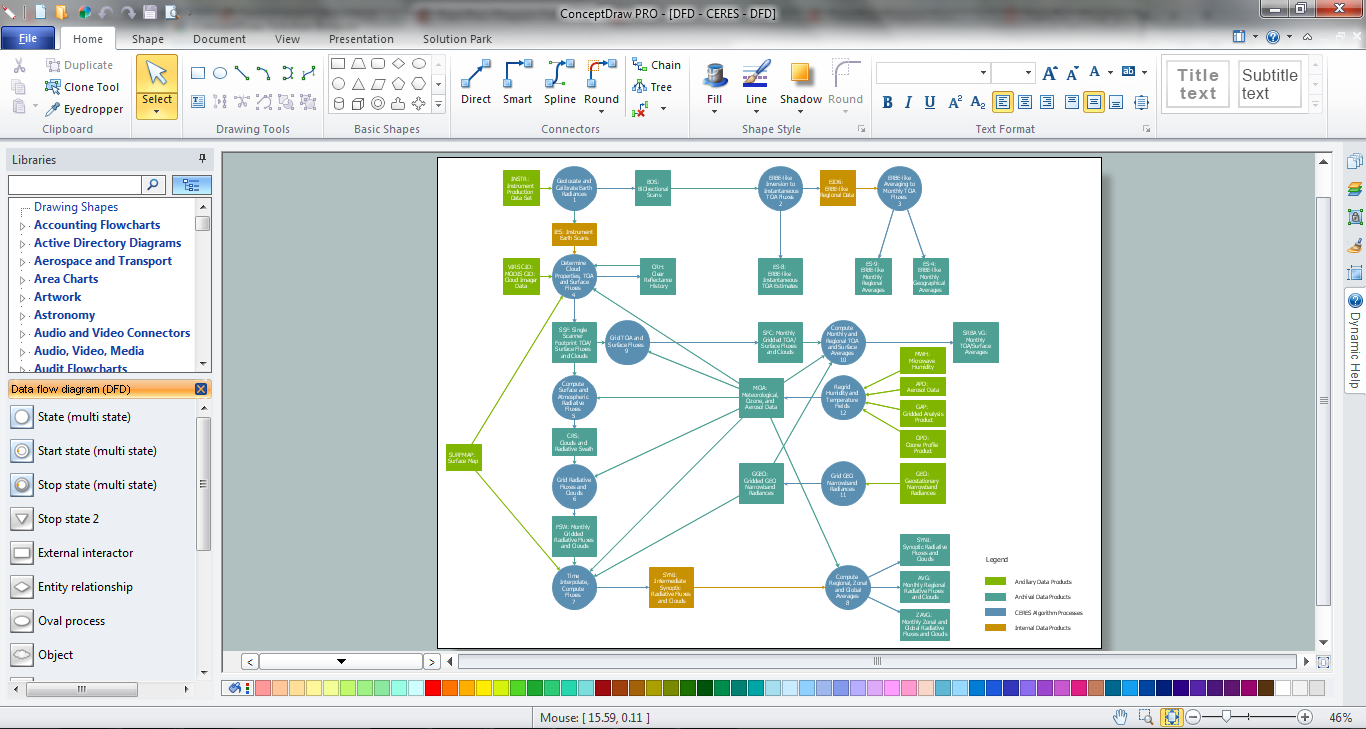 ConceptDraw PRO - [DFD - CERES - DFD]
File Home Shape Document View Presentation Solution Park
Duplicate
Clone Tool
Eyedropper
Clipboard
Select
Drawing Tools
Basic Shapes
Direct Smart Spline Round
Chain
Tree
Connectors
Fill Line Shadow Round
Shape Style
B I U A² A₂
Text Format
Title
text
Subtitle
text
Libraries
Drawing Shapes
Accounting Flowcharts
Active Directory Diagrams
Aerospace and Transport
Area Charts
Artwork
Astronomy
Audio and Video Connectors
Audio, Video, Media
Audit Flowcharts
Data flow diagram (DFD)
State (multi state)
Start state (multi state)
Stop state (multi state)
Stop state 2
External interactor
Entity relationship
Oval process
Object
INSTR:
Instrument
Production
Data Set
Geolocate and
Calibrate Earth
Radiances
1
BDS:
BiDirectional
Scans
ERBE-like
Inversion to
Instantaneous
TOA Fluxes
2
EID6:
ERBE-like
Regional Data
ERBE-like
Averaging to
Monthly TOA
Fluxes
3
IES: Instrument
Earth Scans
MODIS CID:
Cloud Imager
Data
Determine
Cloud
Properties, TOA
and Surface
Fluxes
4
CRH:
Clear
Reflectance
History
ES-8:
ERBE-like
Instantaneous
TOA Estimates
ES-9:
ERBE-like
Monthly
Regional
Averages
ES-4:
ERBE-like
Monthly
Geographical
Averages
SSF: Single
Scanner
Footprint TOA/
Surface Fluxes
and Clouds
Grid TOA and
Surface Fluxes
9
SFC: Monthly
Gridded TOA/
Surface Fluxes
and Clouds
Compute
Monthly and
Regional TOA
and Surface
Averages
10
SRBAVG:
Monthly
TOA/Surface
Averages
MWH:
Microwave
Humidity
Compute
Surface and
Atmospheric
Radiative
Fluxes
5
MOA:
Meteorological,
Ozone, and
Aerosol Data
Regrid
Humidity and
Temperature
Fields
12
APD:
Aerosol Data
GAP:
Gridded Analysis
Product
OPD:
Ozone Profile
Product
CRS:
Clouds and
Radiative Swath
SURFMAP:
Surface Map
Grid Radiative
Fluxes and
Clouds
6
GGEO:
Gridded GEO
Narrowband
Radiances
Grid GEO
Narrowband
Radiances
11
GEO:
Geostationary
Narrowband
Radiances
FSW: Monthly
Gridded
Radiative Fluxes
and Clouds
Time
Interpolate,
Compute
Fluxes
7
SYNI:
Intermediate
Synoptic
Radiative Fluxes
and Clouds
Compute
Regional, Zonal
and Global
Averages
8
SYN:
Synoptic Radiative
Fluxes and
Clouds
AVG:
Monthly Regional
Radiative Fluxes
and Clouds
ZAVG:
Monthly Zonal and
Global Radiative
Fluxes and Clouds
Legend
Ancillary Data Products
Archival Data Products
CERES Algorithm Processes
Internal Data Products
Dynamic Help
Mouse: [ 15.59, 0.11 ]
46%